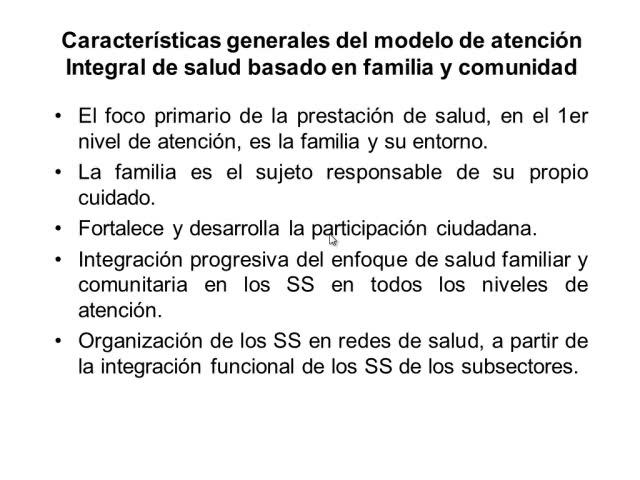 Características generales del modelo de atención
Integral de salud basado en familia y comunidad
• El foco primario de la prestación de salud, en el 1er
nivel de atención, es la familia y su entorno.
• La familia es el sujeto responsable de su propio
cuidado.
• Fortalece y desarrolla la participación ciudadana.
• Integración progresiva del enfoque de salud familiar y
comunitaria en los SS en todos los niveles de
atención.
• Organización de los SS en redes de salud, a partir de
la integración funcional de los SS de los subsectores.